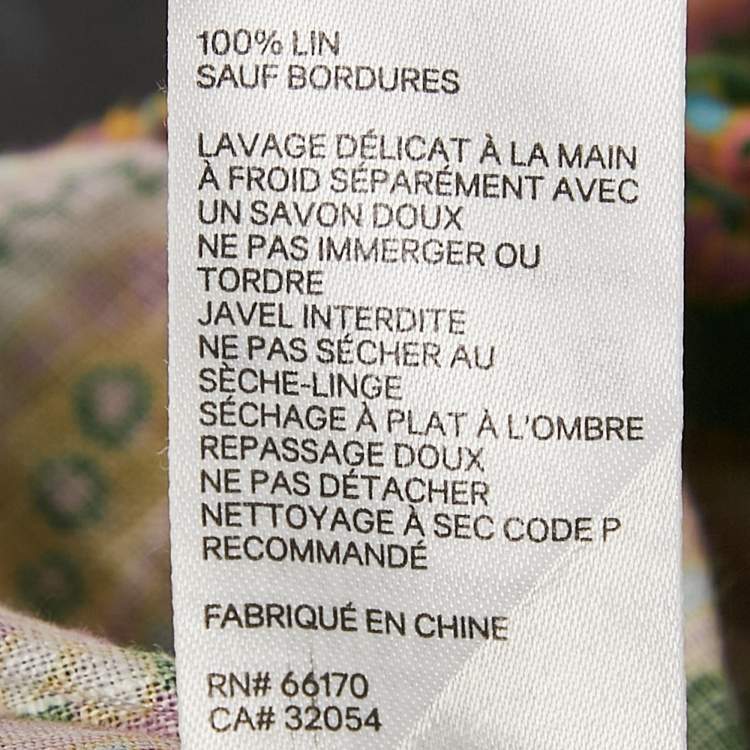 100% LIN
SAUF BORDURES
LAVAGE DÉLICAT À LA MAIN
À FROID SÉPARÉMENT AVEC
UN SAVON DOUX
NE PAS IMMERGER OU
TORDRE
JAVEL INTERDITE
NE PAS SÉCHER AU
SÈCHE-LINGE
SÉCHAGE À PLAT À L'OMBRE
REPASSAGE DOUX
NE PAS DÉTACHER
NETTOYAGE À SEC CODE P
RECOMMANDÉ
FABRIQUÉ EN CHINE
RN# 66170
CA# 32054